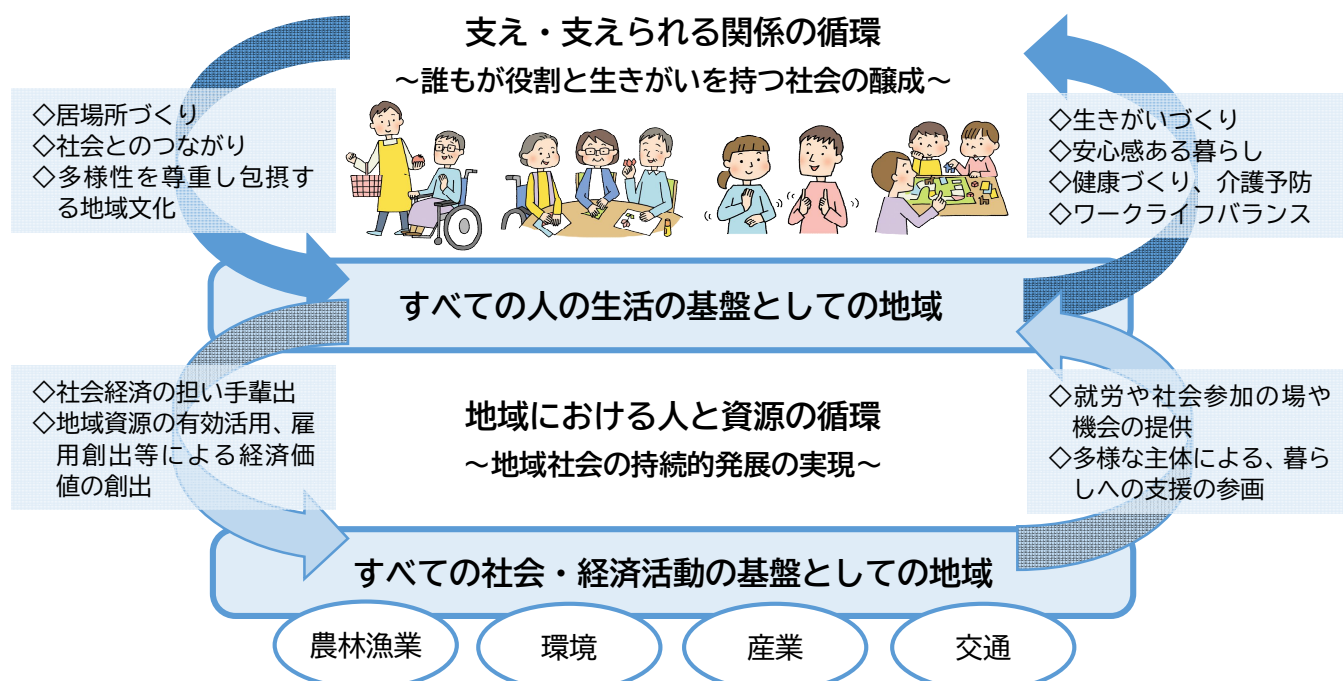 支え・支えられる関係の循環
～誰もが役割と生きがいを持つ社会の醸成～
◇居場所づくり
◇社会とのつながり
◇多様性を尊重し包摂す
る地域文化
◇生きがいづくり
◇安心感ある暮らし
◇健康づくり、介護予防
◇ワークライフバランス
すべての人の生活の基盤としての地域
◇社会経済の担い手輩出
◇地域資源の有効活用、雇
用創出等による経済価
値の創出
地域における人と資源の循環
～地域社会の持続的発展の実現～
◇就労や社会参加の場や
機会の提供
◇多様な主体による、暮ら
しへの支援の参画
すべての社会・経済活動の基盤としての地域
農林漁業
環境
産業
交通